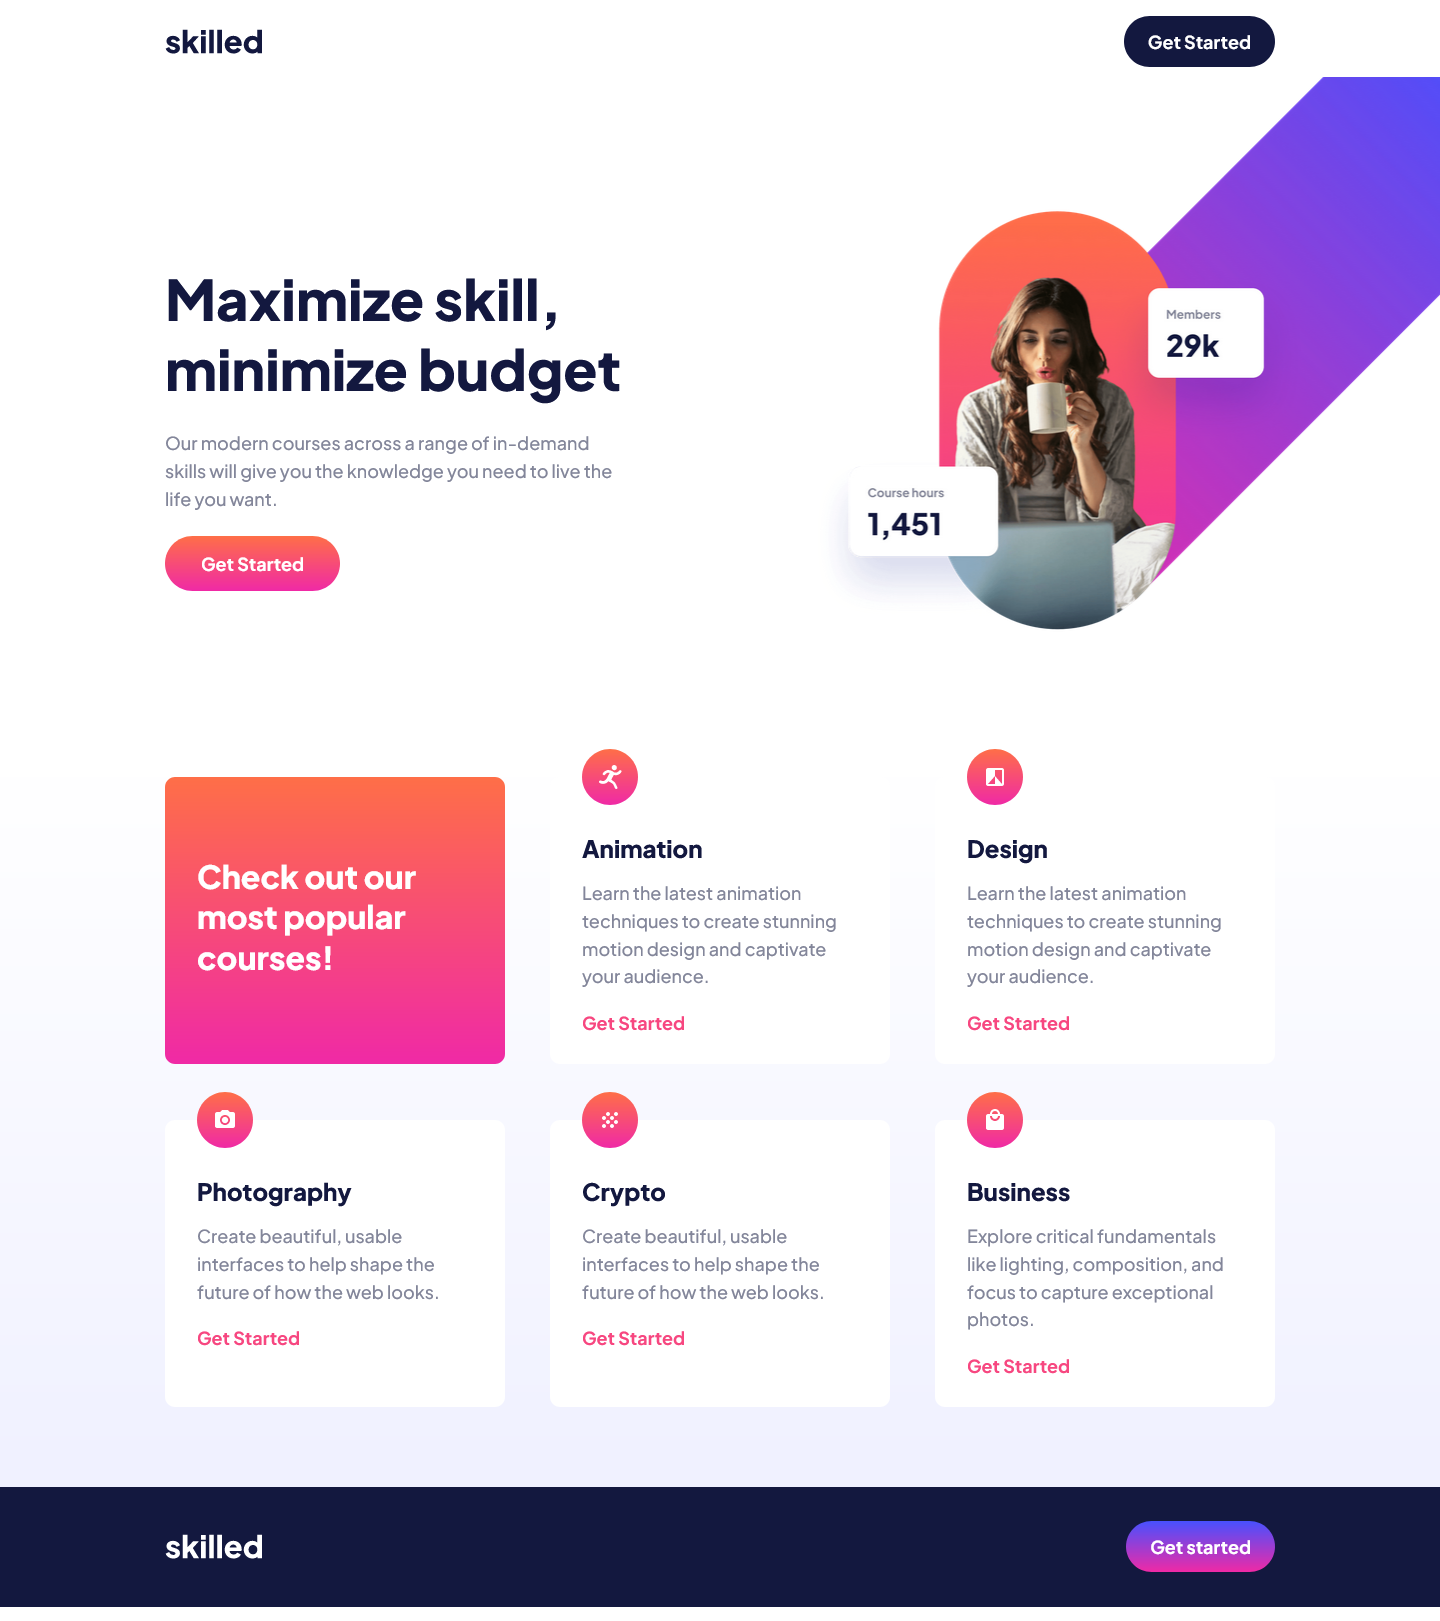 skilled
Get Started
Maximize skill,
minimize budget
Our modern courses across a range of in-demand
skills will give you the knowledge you need to live the
life you want.
Get Started
Members
29k
Course hours
1,451
Check out our
most popular
courses!
Animation
Learn the latest animation
techniques to create stunning
motion design and captivate
your audience.
Get Started
Design
Learn the latest animation
techniques to create stunning
motion design and captivate
your audience.
Get Started
Photography
Create beautiful, usable
interfaces to help shape the
future of how the web looks.
Get Started
Crypto
Create beautiful, usable
interfaces to help shape the
future of how the web looks.
Get Started
Business
Explore critical fundamentals
like lighting, composition, and
focus to capture exceptional
photos.
Get Started
skilled
Get started